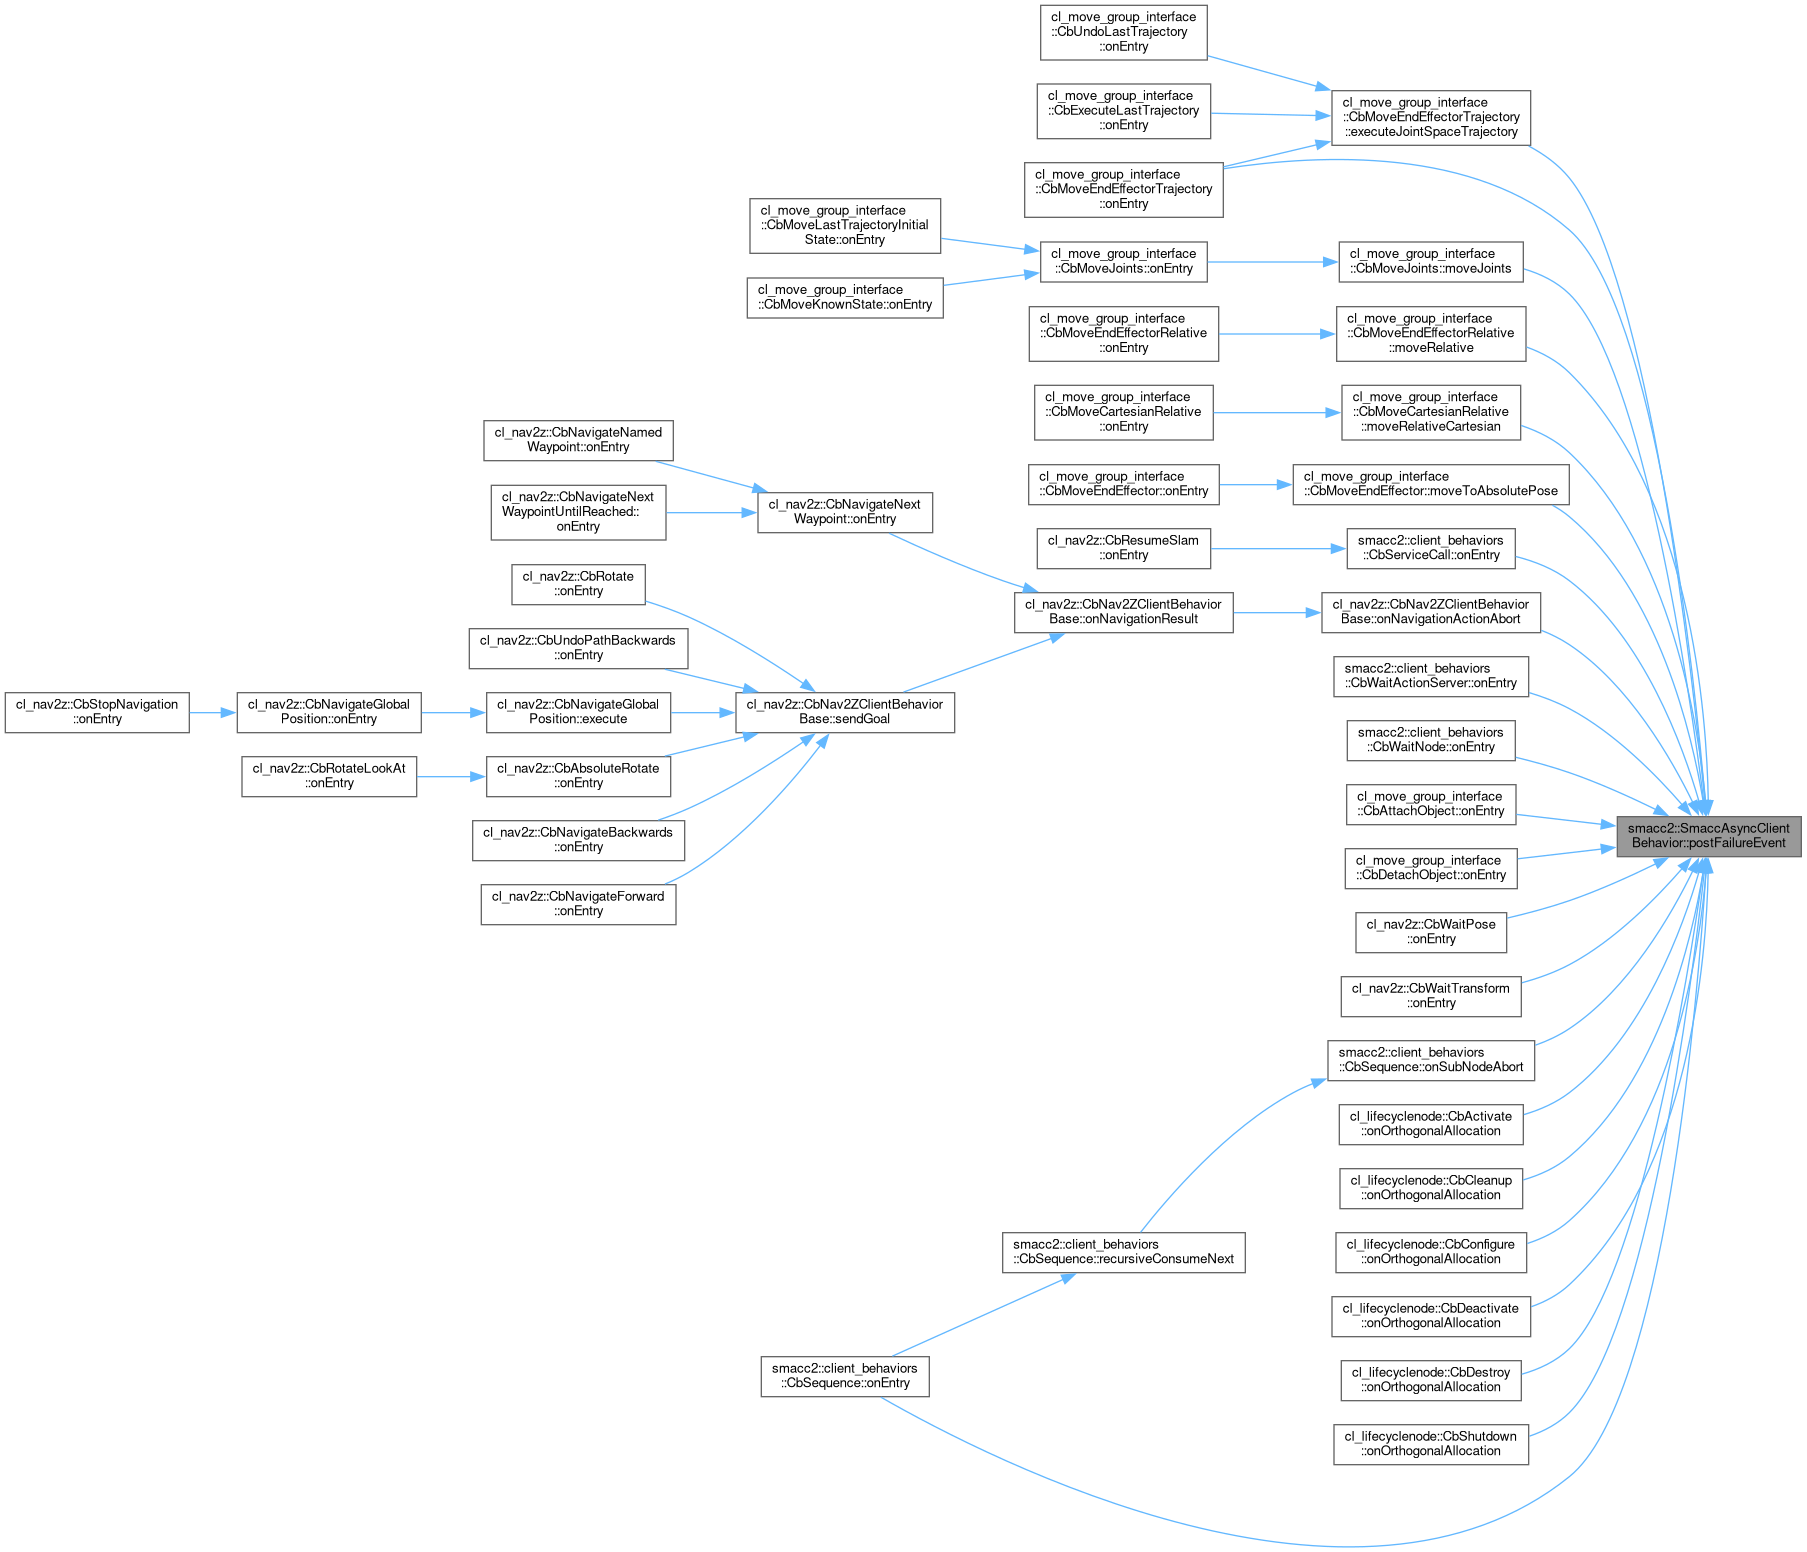 cl_move_group_interface
::CbUndoLastTrajectory
::onEntry
cl_move_group_interface
::CbExecuteLastTrajectory
::onEntry
cl_move_group_interface
::CbMoveEndEffectorTrajectory
::executeJointSpaceTrajectory
cl_move_group_interface
::CbMoveEndEffectorTrajectory
::onEntry
cl_move_group_interface
::CbMoveLastTrajectoryInitial
State::onEntry
cl_move_group_interface
::CbMoveJoints::onEntry
cl_move_group_interface
::CbMoveJoints::moveJoints
cl_move_group_interface
::CbMoveKnownState::onEntry
cl_move_group_interface
::CbMoveEndEffectorRelative
::onEntry
cl_move_group_interface
::CbMoveEndEffectorRelative
::moveRelative
cl_move_group_interface
::CbMoveCartesianRelative
::onEntry
cl_move_group_interface
::CbMoveCartesianRelative
::moveRelativeCartesian
cl_nav2z::CbNavigateNamed
Waypoint::onEntry
cl_move_group_interface
::CbMoveEndEffector::onEntry
cl_move_group_interface
::CbMoveEndEffector::moveToAbsolutePose
cl_nav2z::CbNavigateNext
WaypointUntilReached::
onEntry
cl_nav2z::CbNavigateNext
Waypoint::onEntry
cl_nav2z::CbResumeSlam
::onEntry
smacc2::client_behaviors
::CbServiceCall::onEntry
cl_nav2z::CbRotate
::onEntry
cl_nav2z::CbNav2ZClientBehavior
Base::onNavigationResult
cl_nav2z::CbNav2ZClientBehavior
Base::onNavigationActionAbort
cl_nav2z::CbUndoPathBackwards
::onEntry
smacc2::client_behaviors
::CbWaitActionServer::onEntry
cl_nav2z::CbStopNavigation
::onEntry
cl_nav2z::CbNavigateGlobal
Position::onEntry
cl_nav2z::CbNavigateGlobal
Position::execute
cl_nav2z::CbNav2ZClientBehavior
Base::sendGoal
smacc2::client_behaviors
::CbWaitNode::onEntry
cl_nav2z::CbRotateLookAt
::onEntry
cl_nav2z::CbAbsoluteRotate
::onEntry
cl_move_group_interface
::CbAttachObject::onEntry
cl_nav2z::CbNavigateBackwards
::onEntry
smacc2::SmaccAsyncClient
Behavior::postFailureEvent
cl_move_group_interface
::CbDetachObject::onEntry
cl_nav2z::CbNavigateForward
::onEntry
cl_nav2z::CbWaitPose
::onEntry
cl_nav2z::CbWaitTransform
::onEntry
smacc2::client_behaviors
::CbSequence::onSubNodeAbort
cl_lifecyclenode::CbActivate
::onOrthogonalAllocation
cl_lifecyclenode::CbCleanup
::onOrthogonalAllocation
smacc2::client_behaviors
::CbSequence::recursiveConsumeNext
cl_lifecyclenode::CbConfigure
::onOrthogonalAllocation
cl_lifecyclenode::CbDeactivate
::onOrthogonalAllocation
smacc2::client_behaviors
::CbSequence::onEntry
cl_lifecyclenode::CbDestroy
::onOrthogonalAllocation
cl_lifecyclenode::CbShutdown
::onOrthogonalAllocation